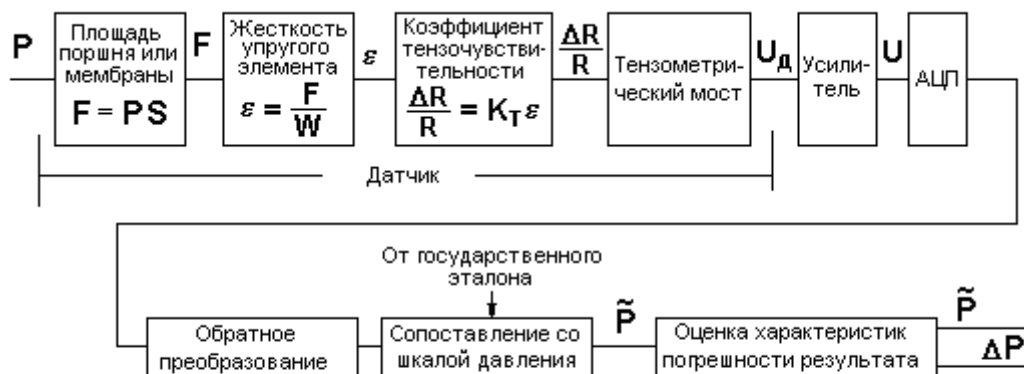 P
Площадь
поршня или
мембраны
F = PS
F
Жесткость
упругого
элемента
ε = F/W
ε
Коэффициент
тензочувстви-
тельности
ΔR/R = KТ ε
ΔR/R
Тензометри-
ческий мост
Uд
Усили-
тель
U
АЦП
Датчик
От государственного
эталона
Обратное
преобразование
Сопоставление со
шкалой давления
P̃
Оценка характеристик
погрешности результата
P̃
ΔP